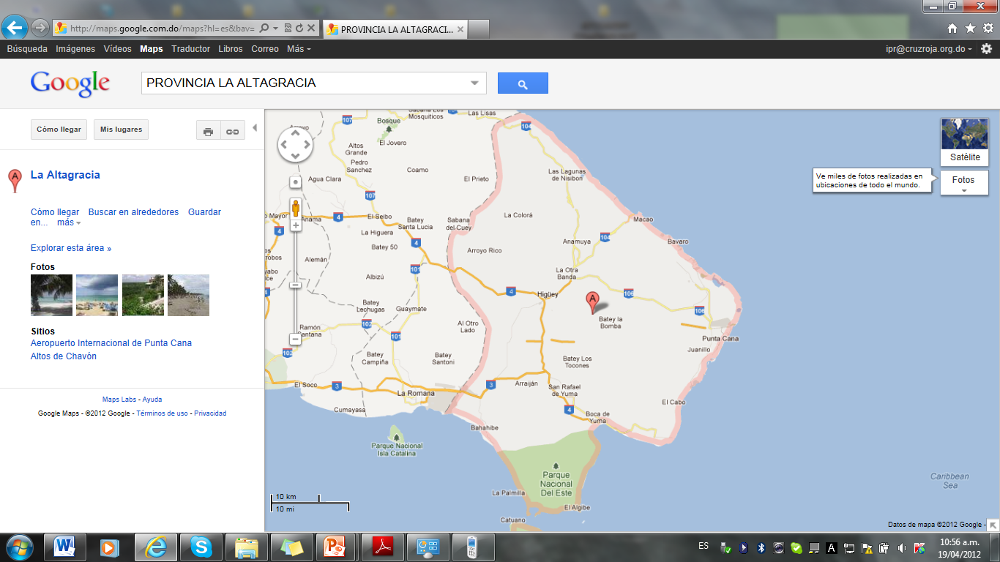 http://maps.google.com.do/maps?hl=es&bav=
PROVINCIA LA ALTAGRACI...
Búsqueda Imágenes Vídeos Maps Traductor Libros Correo Más
ipr@cruzroja.org.do
Google
PROVINCIA LA ALTAGRACIA
Cómo llegar
Mis lugares
A
La Altagracia
Cómo llegar Buscar en alrededores Guardar
en... más
Explorar esta área »
Fotos
Sitios
Aeropuerto Internacional de Punta Cana
Altos de Chavón
Maps Labs - Ayuda
Google Maps - ©2012 Google - Términos de uso - Privacidad
Satélite
Fotos
Ve miles de fotos realizadas en
ubicaciones de todo el mundo.
Sabana Los
Mosquiticos
Las Lisas
107
104
Bosque
El Jovero
Altos
Grande
Pedro
Sanchez
Coamo
El Prieto
Agua Clara
Las Lagunas
de Nisibon
107
Mayor
4
El Seibo
Batey
Santa Lucia
Sabana
del Cuey
La Colorá
Macao
4
La Higuera
4
Batey 50
Anamuya
104
Bavaro
Arroyo Rico
Alemán
101
Albizú
La Otra
Banda
4
4
Higüey
A
106
Batey
Lechugas
Guaymate
106
Batey la
Bomba
102
Al Otro
Lado
Ramón
Santana
101
Punta Cana
Juanillo
102
Batey
Campiña
Batey
Santoni
Batey Los
Tocones
El Soco
3
3
Arraiján
San Rafael
de Yuma
La Romana
El Cabo
Cumayasa
4
Boca de
Yuma
Bahahibe
Parque Nacional
Isla Catalina
Parque
Nacional
Del Este
La Palmilla
El Algibe
Catuano
Caribbean
Sea
10 km
10 mi
Datos de mapa ©2012 Google -
ES
10:56 a.m.
19/04/2012